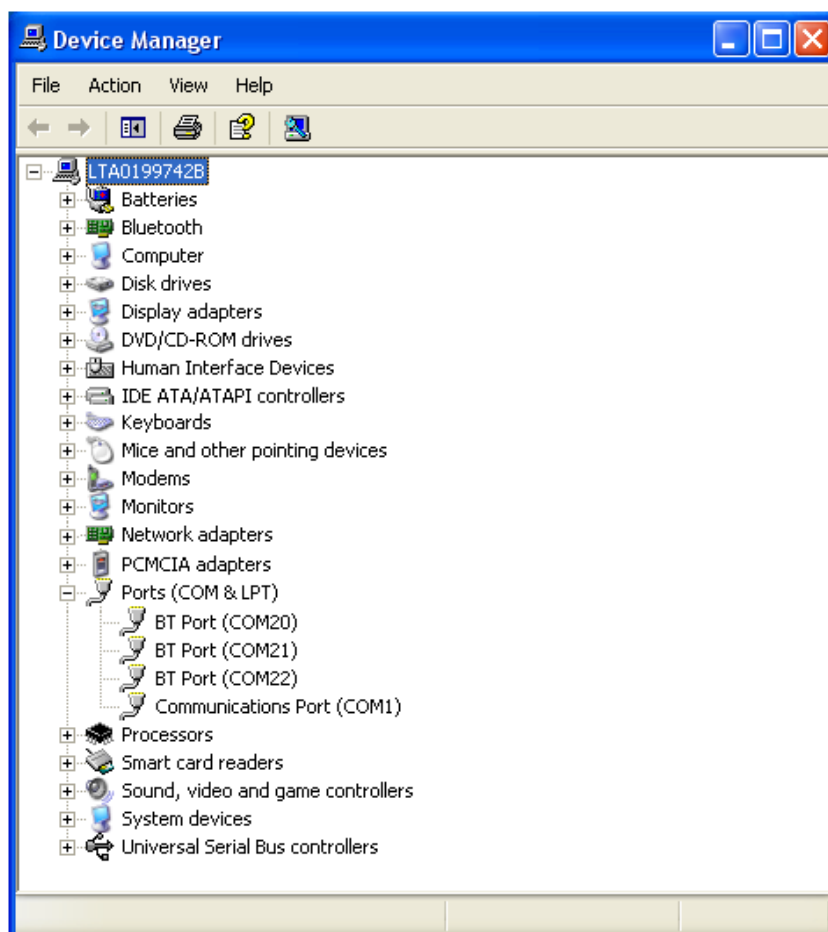 Device Manager
File Action View Help
LTA0199742B
Batteries
Bluetooth
Computer
Disk drives
Display adapters
DVD/CD-ROM drives
Human Interface Devices
IDE ATA/ATAPI controllers
Keyboards
Mice and other pointing devices
Modems
Monitors
Network adapters
PCMCIA adapters
Ports (COM & LPT)
BT Port (COM20)
BT Port (COM21)
BT Port (COM22)
Communications Port (COM1)
Processors
Smart card readers
Sound, video and game controllers
System devices
Universal Serial Bus controllers